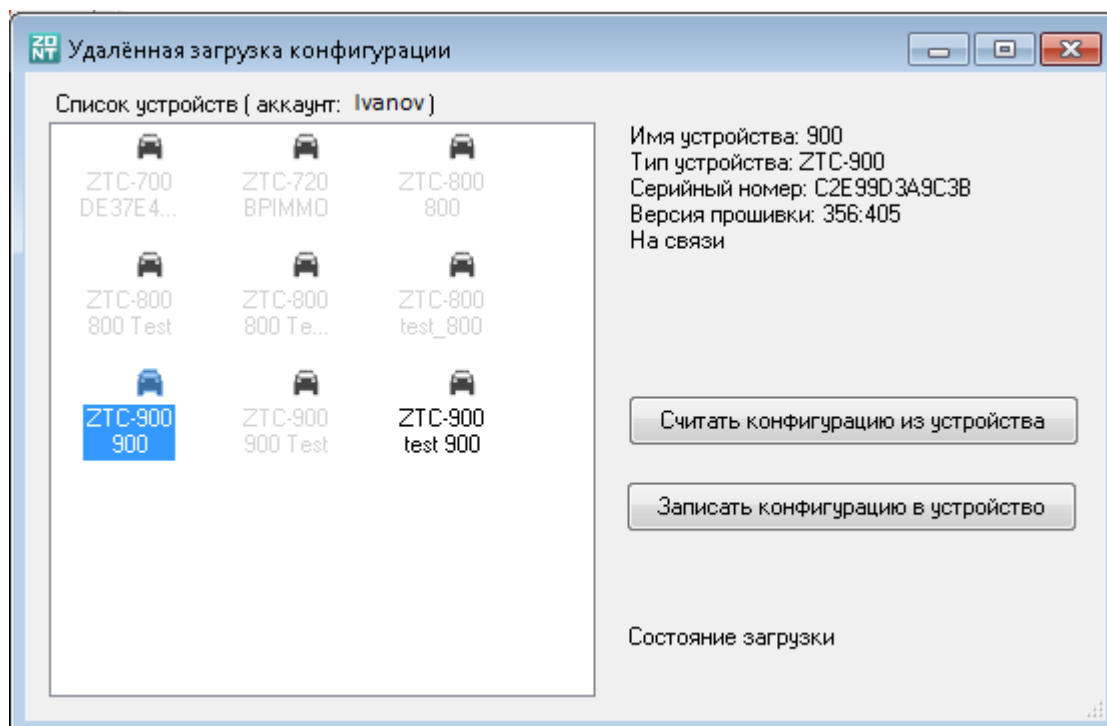 ZONT Удалённая загрузка конфигурации
Список устройств ( аккаунт: Ivanov )
ZTC-700 ZTC-720 ZTC-800
DE37E4... BPIMMO 800
ZTC-800 ZTC-800 ZTC-800
800 Test 800 Te... test_800
ZTC-900 ZTC-900 ZTC-900
900 900 Test test 900
Имя устройства: 900
Тип устройства: ZTC-900
Серийный номер: C2E99D3A9C3B
Версия прошивки: 356:405
На связи
Считать конфигурацию из устройства
Записать конфигурацию в устройство
Состояние загрузки